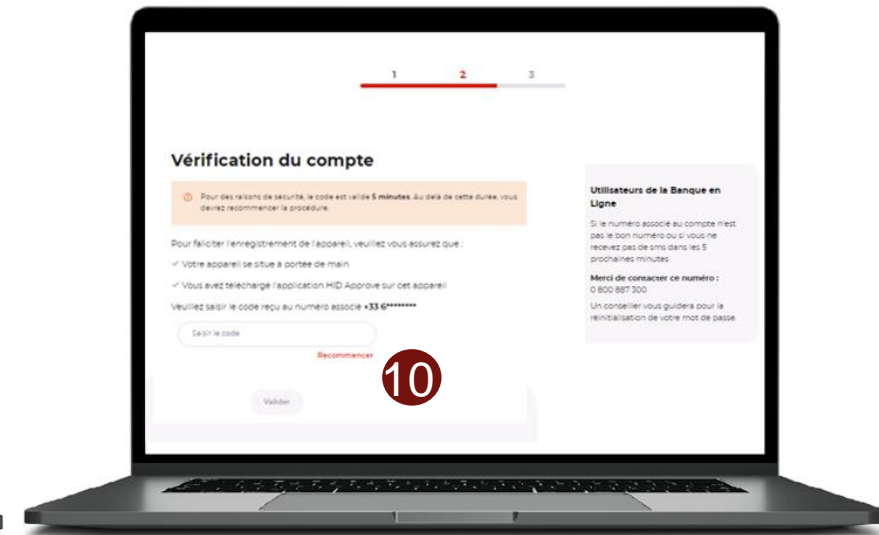 1 2 3
Vérification du compte
Pour des raisons de sécurité, le code est valide 5 minutes. Au delà de cette durée, vous
devrez recommencer la procédure.
Pour faliciter l'enregistrement de l'appareil, veuillez vous assurez que :
Votre appareil se situe à portée de main
Vous avez téléchargé l'application HID Approve sur cet appareil
Veuillez saisir le code reçu au numéro associé +33 6********
Saisir le code
Recommencer
10
Valider
Utilisateurs de la Banque en
Ligne
Si le numéro associé au compte n'est
pas le bon numéro ou si vous ne
recevez pas de sms dans les 5
prochaines minutes
Merci de contacter ce numéro :
0 800 887 300
Un conseiller vous guidera pour la
réinitialisation de votre mot de passe.